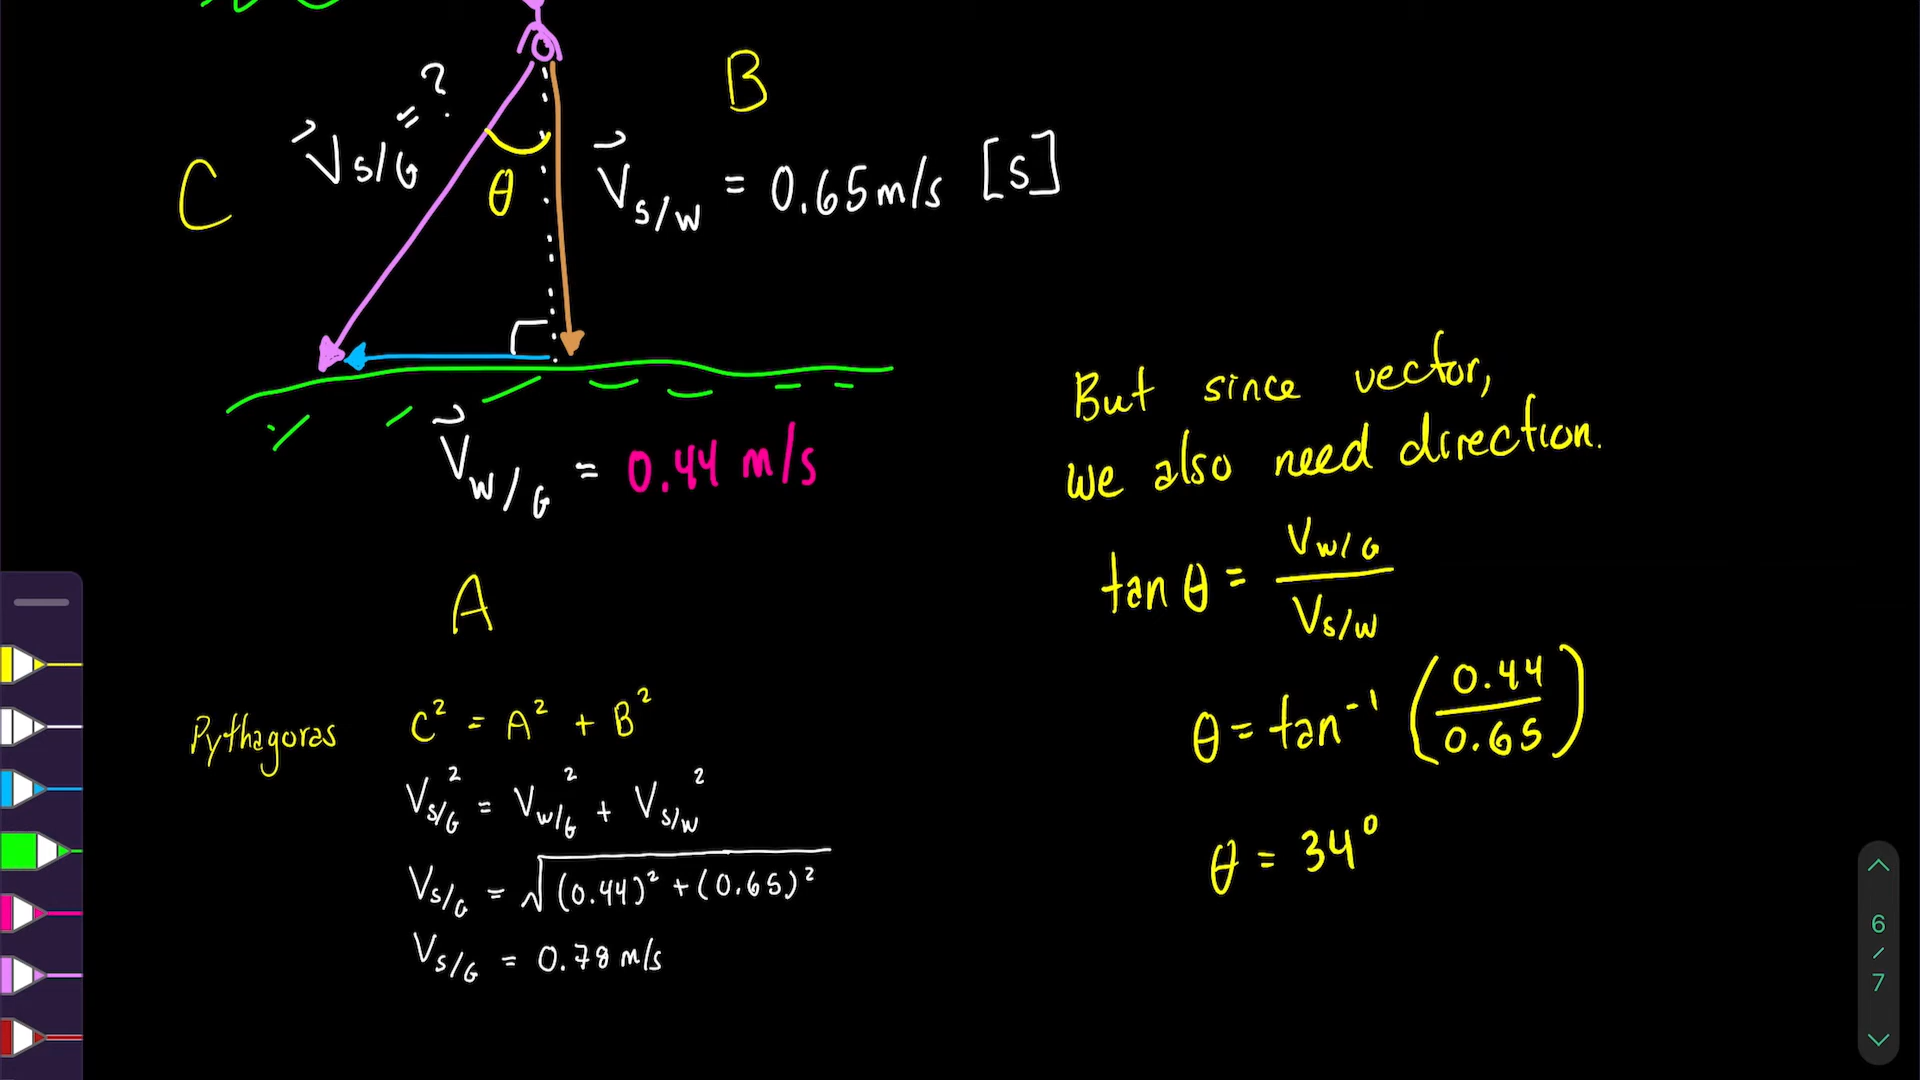 B
C
V⃗s/G = ?
θ
V⃗s/w = 0.65 m/s [S]
V⃗w/G = 0.44 m/s
A
Pythagoras C² = A² + B²
Vs/G² = Vw/G² + Vs/w²
Vs/G = √(0.44)² + (0.65)²
Vs/G = 0.78 m/s
But since vector,
we also need direction.
tan θ = Vw/G / Vs/w
θ = tan⁻¹ (0.44 / 0.65)
θ = 34°
6
/
7